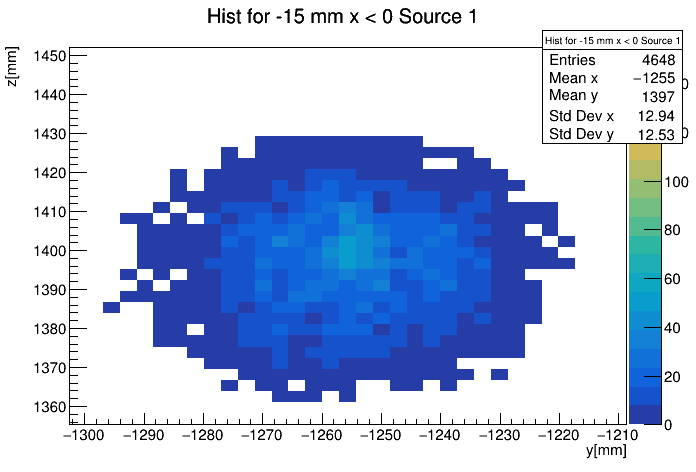 Hist for -15 mm x < 0 Source 1
Hist for -15 mm x < 0 Source 1
Entries 4648
Mean x −1255
Mean y 1397
Std Dev x 12.94
Std Dev y 12.53
z[mm]
1450
1440
1430
1420
1410
1400
1390
1380
1370
1360
100
80
60
40
20
0
−1300 −1290 −1280 −1270 −1260 −1250 −1240 −1230 −1220 −1210
y[mm]